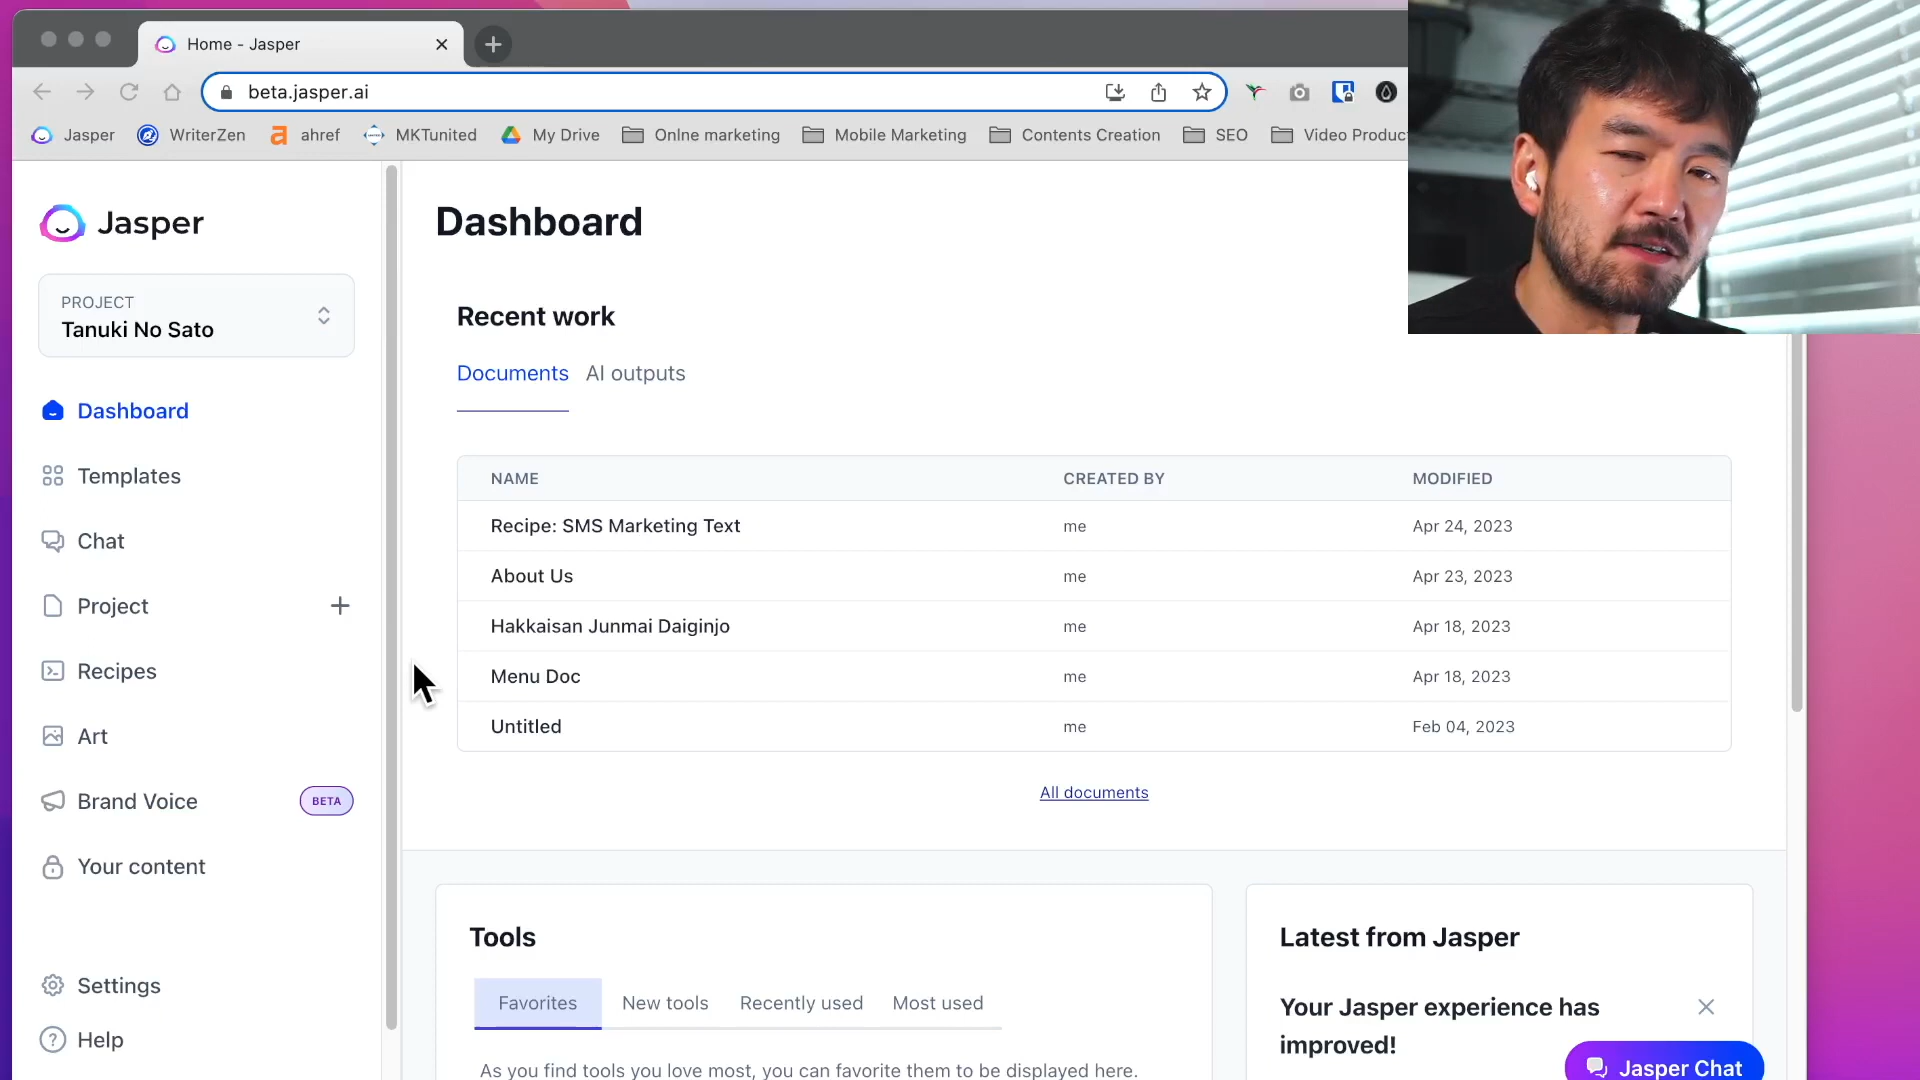 Home - Jasper
beta.jasper.ai
Jasper WriterZen ahref MKTunited My Drive Onlne marketing Mobile Marketing Contents Creation SEO Video Produc
Jasper
PROJECT
Tanuki No Sato
Dashboard
Templates
Chat
Project
Recipes
Art
Brand Voice BETA
Your content
Settings
Help
Dashboard
Recent work
Documents AI outputs
NAME CREATED BY MODIFIED
Recipe: SMS Marketing Text me Apr 24, 2023
About Us me Apr 23, 2023
Hakkaisan Junmai Daiginjo me Apr 18, 2023
Menu Doc me Apr 18, 2023
Untitled me Feb 04, 2023
All documents
Tools
Favorites New tools Recently used Most used
As you find tools you love most, you can favorite them to be displayed here.
Latest from Jasper
Your Jasper experience has
improved!
Jasper Chat